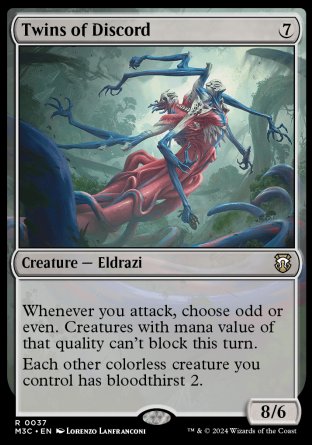 Twins of Discord 7
Creature — Eldrazi
Whenever you attack, choose odd or
even. Creatures with mana value of
that quality can't block this turn.
Each other colorless creature you
control has bloodthirst 2.
8/6
R 0037
M3C • EN Lorenzo Lanfranconi ™ & © 2024 Wizards of the Coast